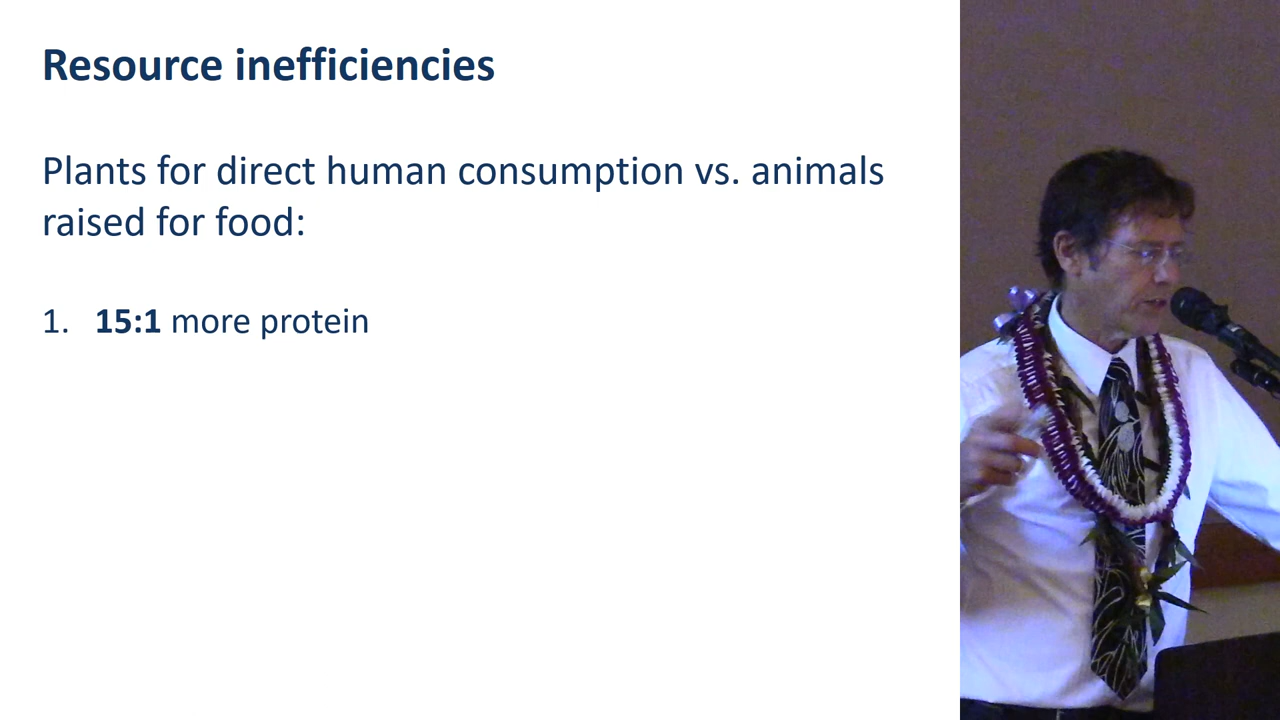 Resource inefficiencies
Plants for direct human consumption vs. animals
raised for food:
1. 15:1 more protein